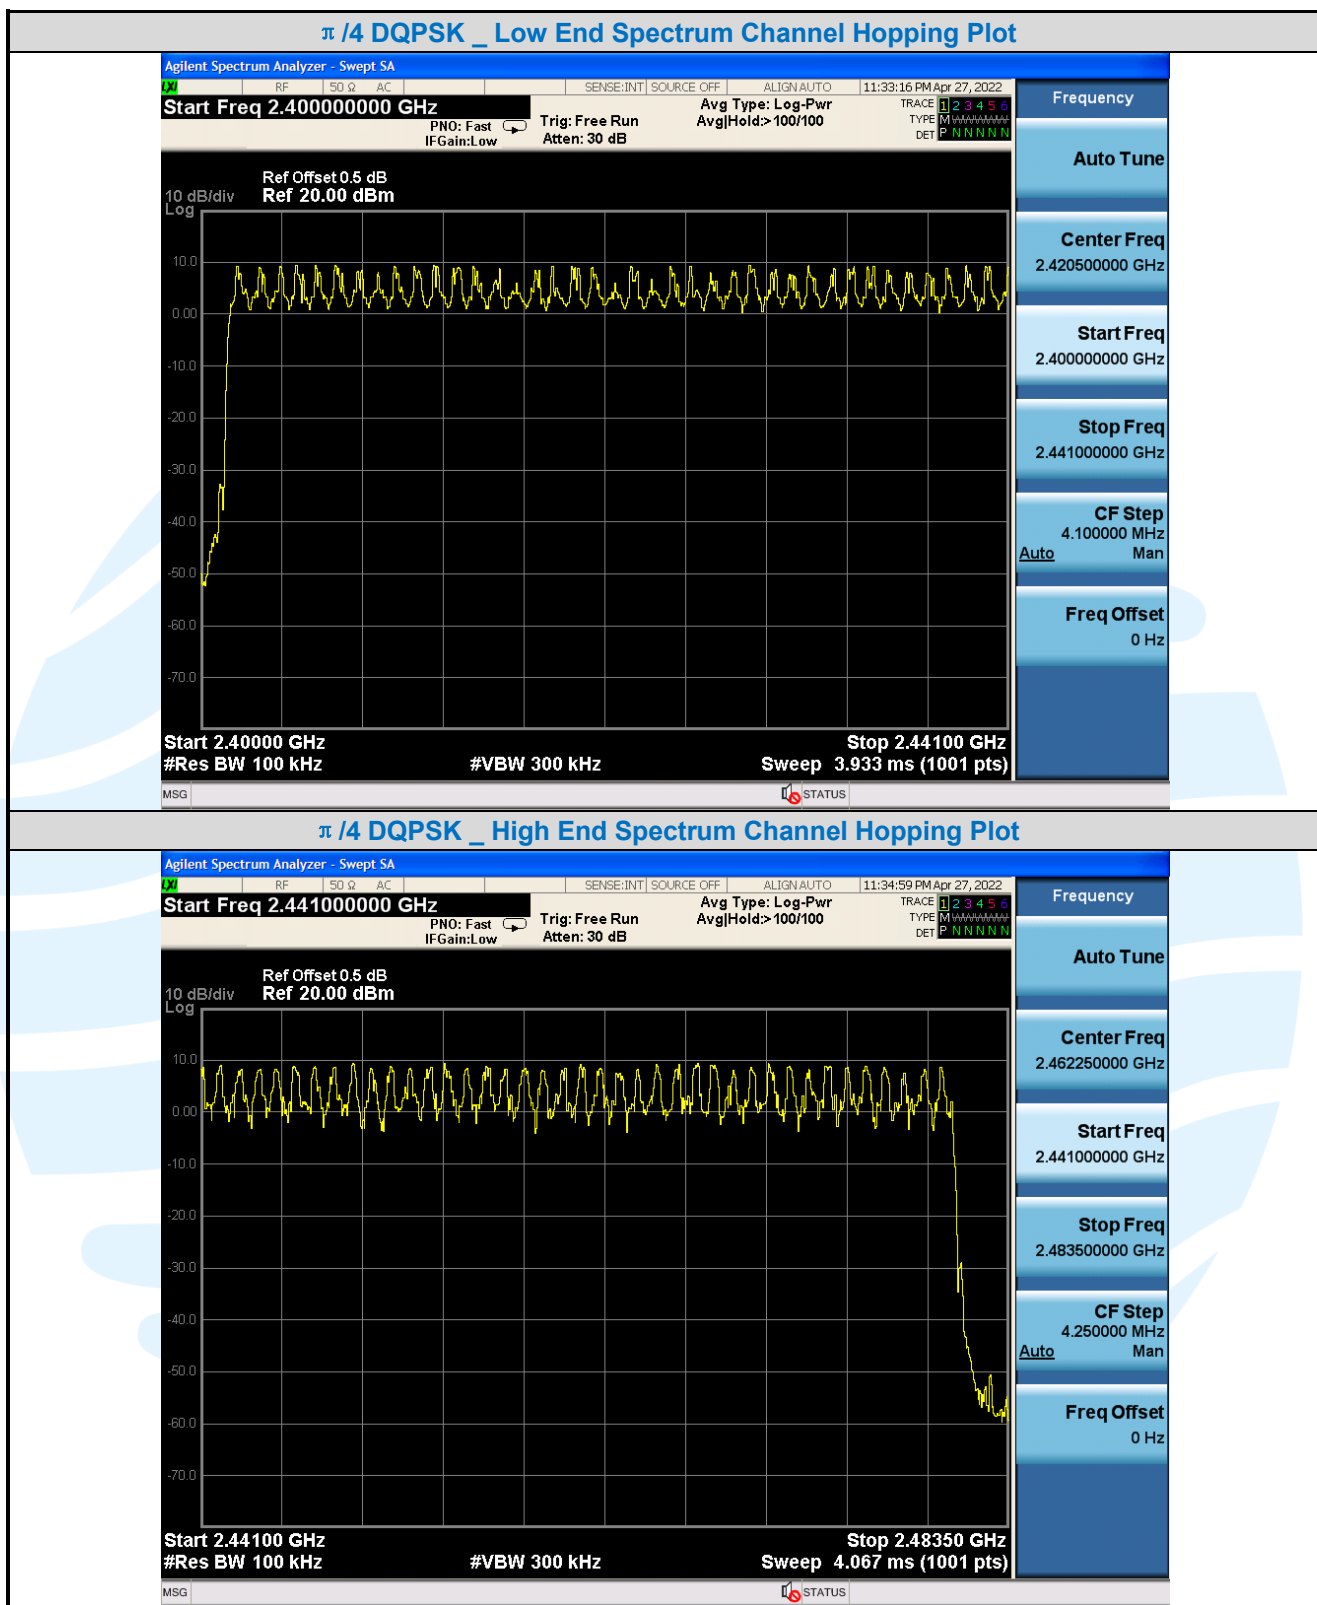 π /4 DQPSK _ Low End Spectrum Channel Hopping Plot
Agilent Spectrum Analyzer - Swept SA
LXI RF 50 Ω AC SENSE:INT SOURCE OFF ALIGN AUTO 11:33:16 PM Apr 27, 2022
Start Freq 2.400000000 GHz
PNO: Fast
IFGain:Low
Trig: Free Run
Atten: 30 dB
Avg Type: Log-Pwr
Avg|Hold:> 100/100
TRACE 1 2 3 4 5 6
TYPE M
DET P N N N N N
Ref Offset 0.5 dB
10 dB/div Ref 20.00 dBm
Log
10.0
0.00
-10.0
-20.0
-30.0
-40.0
-50.0
-60.0
-70.0
Start 2.40000 GHz Stop 2.44100 GHz
#Res BW 100 kHz #VBW 300 kHz Sweep 3.933 ms (1001 pts)
MSG STATUS
Frequency
Auto Tune
Center Freq
2.420500000 GHz
Start Freq
2.400000000 GHz
Stop Freq
2.441000000 GHz
CF Step
4.100000 MHz
Auto Man
Freq Offset
0 Hz
π /4 DQPSK _ High End Spectrum Channel Hopping Plot
Agilent Spectrum Analyzer - Swept SA
LXI RF 50 Ω AC SENSE:INT SOURCE OFF ALIGN AUTO 11:34:59 PM Apr 27, 2022
Start Freq 2.441000000 GHz
PNO: Fast
IFGain:Low
Trig: Free Run
Atten: 30 dB
Avg Type: Log-Pwr
Avg|Hold:> 100/100
TRACE 1 2 3 4 5 6
TYPE M
DET P N N N N N
Ref Offset 0.5 dB
10 dB/div Ref 20.00 dBm
Log
10.0
0.00
-10.0
-20.0
-30.0
-40.0
-50.0
-60.0
-70.0
Start 2.44100 GHz Stop 2.48350 GHz
#Res BW 100 kHz #VBW 300 kHz Sweep 4.067 ms (1001 pts)
MSG STATUS
Frequency
Auto Tune
Center Freq
2.462250000 GHz
Start Freq
2.441000000 GHz
Stop Freq
2.483500000 GHz
CF Step
4.250000 MHz
Auto Man
Freq Offset
0 Hz